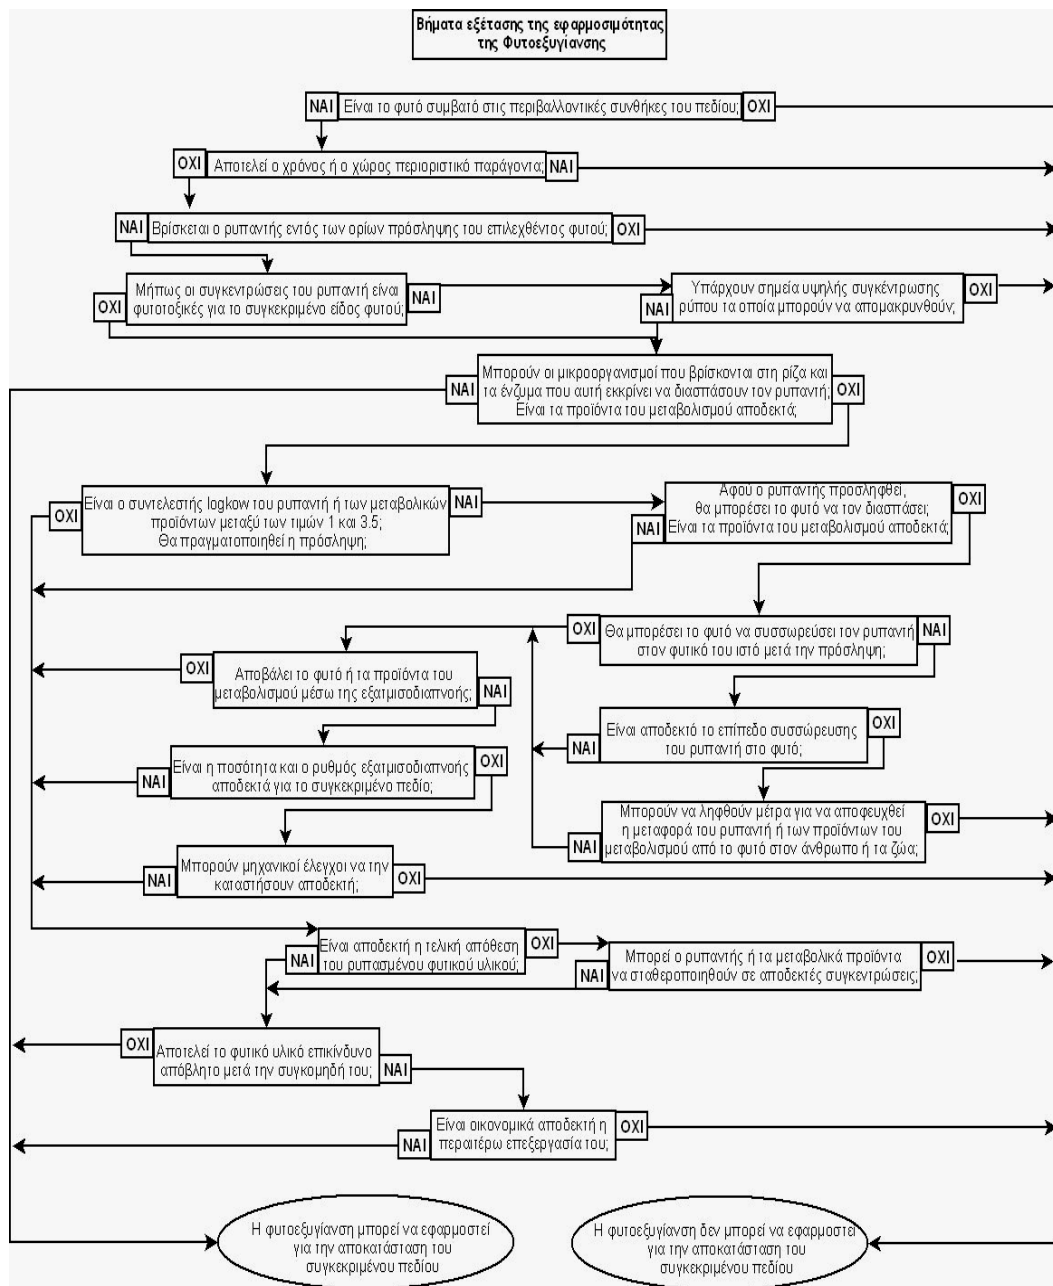 Βήματα εξέτασης της εφαρμοσιμότητας
της Φυτοεξυγίανσης
ΝΑΙ Είναι το φυτό συμβατό στις περιβαλλοντικές συνθήκες του πεδίου; ΟΧΙ
ΟΧΙ Αποτελεί ο χρόνος ή ο χώρος περιοριστικό παράγοντα; ΝΑΙ
ΝΑΙ Βρίσκεται ο ρυπαντής εντός των ορίων πρόσληψης του επιλεχθέντος φυτού; ΟΧΙ
Μήπως οι συγκεντρώσεις του ρυπαντή είναι
φυτοτοξικές για το συγκεκριμένο είδος φυτού;
ΟΧΙ
ΝΑΙ
Υπάρχουν σημεία υψηλής συγκέντρωσης
ρύπου τα οποία μπορούν να απομακρυνθούν;
ΝΑΙ
ΟΧΙ
Μπορούν οι μικροοργανισμοί που βρίσκονται στη ρίζα και
τα ένζυμα που αυτή εκκρίνει να διασπάσουν τον ρυπαντή;
Είναι τα προϊόντα του μεταβολισμού αποδεκτά;
ΝΑΙ
ΟΧΙ
Είναι ο συντελεστής logkow του ρυπαντή ή των μεταβολικών
προϊόντων μεταξύ των τιμών 1 και 3.5;
Θα πραγματοποιηθεί η πρόσληψη;
ΟΧΙ
ΝΑΙ
Αφού ο ρυπαντής προσληφθεί,
θα μπορέσει το φυτό να τον διασπάσει;
Είναι τα προϊόντα του μεταβολισμού αποδεκτά;
ΝΑΙ
ΟΧΙ
Θα μπορέσει το φυτό να συσσωρεύσει τον ρυπαντή
στον φυτικό του ιστό μετά την πρόσληψη;
ΟΧΙ
ΝΑΙ
Αποβάλει το φυτό ή τα προϊόντα του
μεταβολισμού μέσω της εξατμισοδιαπνοής;
ΟΧΙ
ΝΑΙ
Είναι αποδεκτό το επίπεδο συσσώρευσης
του ρυπαντή στο φυτό;
ΝΑΙ
ΟΧΙ
Είναι η ποσότητα και ο ρυθμός εξατμισοδιαπνοής
αποδεκτά για το συγκεκριμένο πεδίο;
ΝΑΙ
ΟΧΙ
Μπορούν να ληφθούν μέτρα για να αποφευχθεί
η μεταφορά του ρυπαντή ή των προϊόντων του
μεταβολισμού από το φυτό στον άνθρωπο ή τα ζώα;
ΝΑΙ
ΟΧΙ
Μπορούν μηχανικοί έλεγχοι να την
καταστήσουν αποδεκτή;
ΝΑΙ
ΟΧΙ
Είναι αποδεκτή η τελική απόθεση
του ρυπασμένου φυτικού υλικού;
ΝΑΙ
ΟΧΙ
Μπορεί ο ρυπαντής ή τα μεταβολικά προϊόντα
να σταθεροποιηθούν σε αποδεκτές συγκεντρώσεις;
ΝΑΙ
ΟΧΙ
Αποτελεί το φυτικό υλικό επικίνδυνο
απόβλητο μετά την συγκομηδή του;
ΟΧΙ
ΝΑΙ
Είναι οικονομικά αποδεκτή η
περαιτέρω επεξεργασία του;
ΝΑΙ
ΟΧΙ
Η φυτοεξυγίανση μπορεί να εφαρμοστεί
για την αποκατάσταση του
συγκεκριμένου πεδίου
Η φυτοεξυγίανση δεν μπορεί να εφαρμοστεί
για την αποκατάσταση του
συγκεκριμένου πεδίου